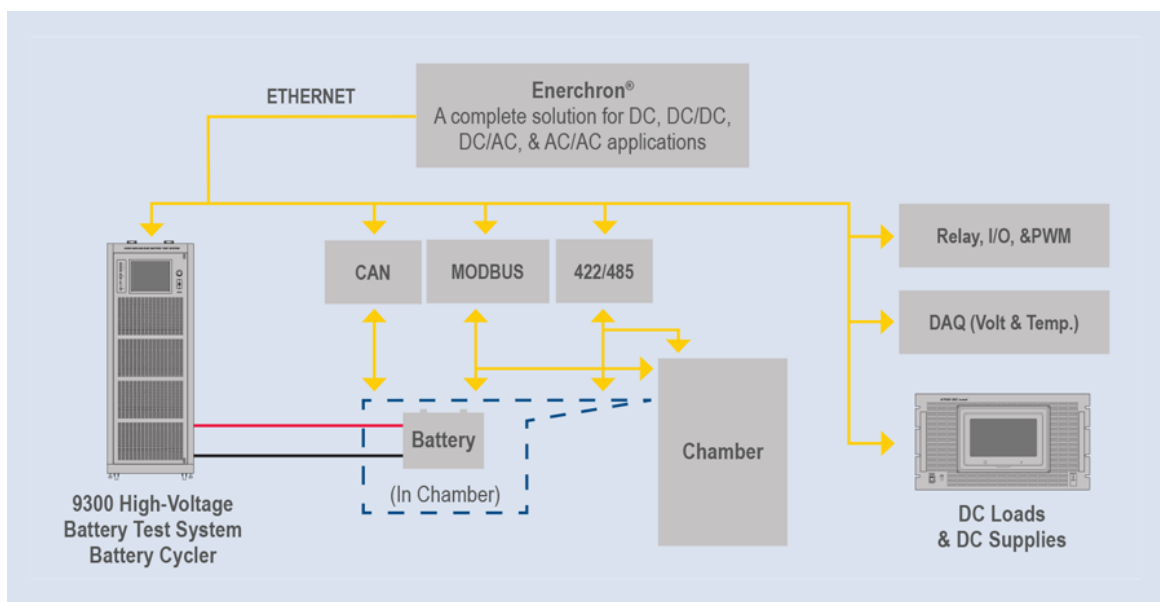 ETHERNET
Enerchron®
A complete solution for DC, DC/DC,
DC/AC, & AC/AC applications
CAN
MODBUS
422/485
Relay, I/O, &PWM
DAQ (Volt & Temp.)
Battery
(In Chamber)
Chamber
9300 High-Voltage
Battery Test System
Battery Cycler
DC Loads
& DC Supplies